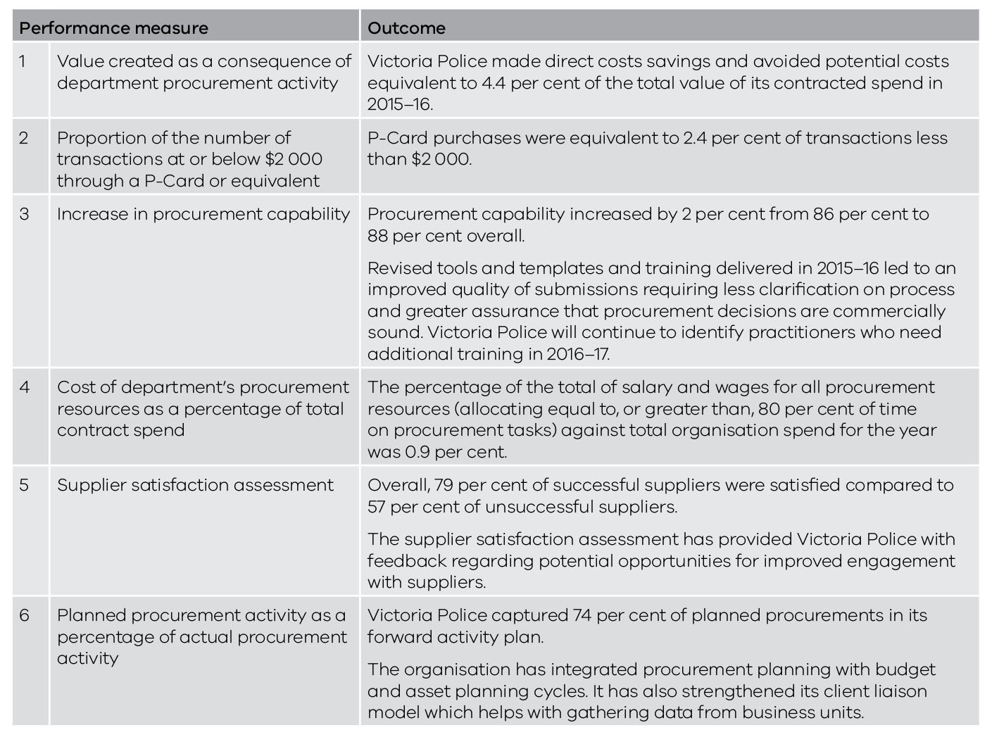 Performance measure
Outcome
1
Value created as a consequence of
department procurement activity
Victoria Police made direct costs savings and avoided potential costs
equivalent to 4.4 per cent of the total value of its contracted spend in
2015–16.
2
Proportion of the number of
transactions at or below $2 000
through a P-Card or equivalent
P-Card purchases were equivalent to 2.4 per cent of transactions less
than $2 000.
3
Increase in procurement capability
Procurement capability increased by 2 per cent from 86 per cent to
88 per cent overall.
Revised tools and templates and training delivered in 2015–16 led to an
improved quality of submissions requiring less clarification on process
and greater assurance that procurement decisions are commercially
sound. Victoria Police will continue to identify practitioners who need
additional training in 2016–17.
4
Cost of department's procurement
resources as a percentage of total
contract spend
The percentage of the total of salary and wages for all procurement
resources (allocating equal to, or greater than, 80 per cent of time
on procurement tasks) against total organisation spend for the year
was 0.9 per cent.
5
Supplier satisfaction assessment
Overall, 79 per cent of successful suppliers were satisfied compared to
57 per cent of unsuccessful suppliers.
The supplier satisfaction assessment has provided Victoria Police with
feedback regarding potential opportunities for improved engagement
with suppliers.
6
Planned procurement activity as a
percentage of actual procurement
activity
Victoria Police captured 74 per cent of planned procurements in its
forward activity plan.
The organisation has integrated procurement planning with budget
and asset planning cycles. It has also strengthened its client liaison
model which helps with gathering data from business units.